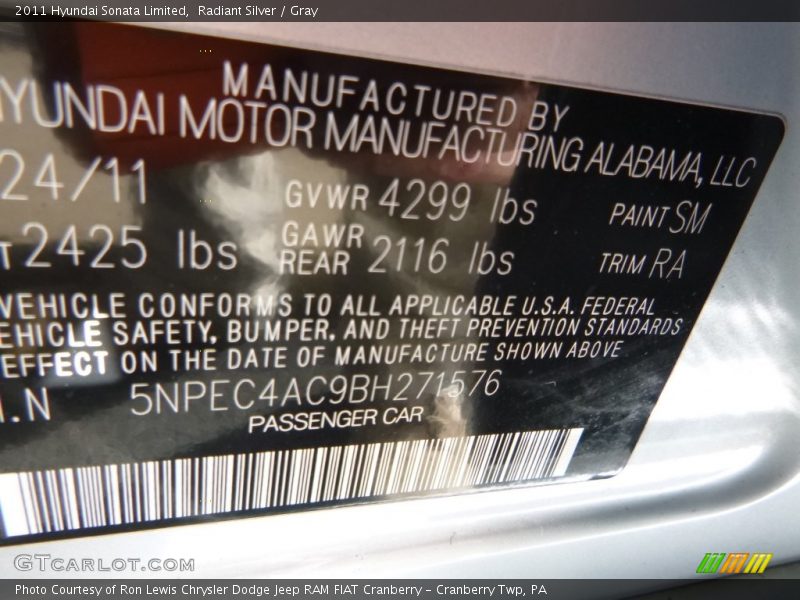 2011 Hyundai Sonata Limited, Radiant Silver / Gray
MANUFACTURED BY
HYUNDAI MOTOR MANUFACTURING ALABAMA, LLC
24/11 GVWR 4299 lbs PAINT SM
T 2425 lbs GAWR REAR 2116 lbs TRIM RA
VEHICLE CONFORMS TO ALL APPLICABLE U.S.A. FEDERAL
EHICLE SAFETY, BUMPER, AND THEFT PREVENTION STANDARDS
EFFECT ON THE DATE OF MANUFACTURE SHOWN ABOVE
I.N 5NPEC4AC9BH271576
PASSENGER CAR
GTCARLOT.COM
Photo Courtesy of Ron Lewis Chrysler Dodge Jeep RAM FIAT Cranberry – Cranberry Twp, PA